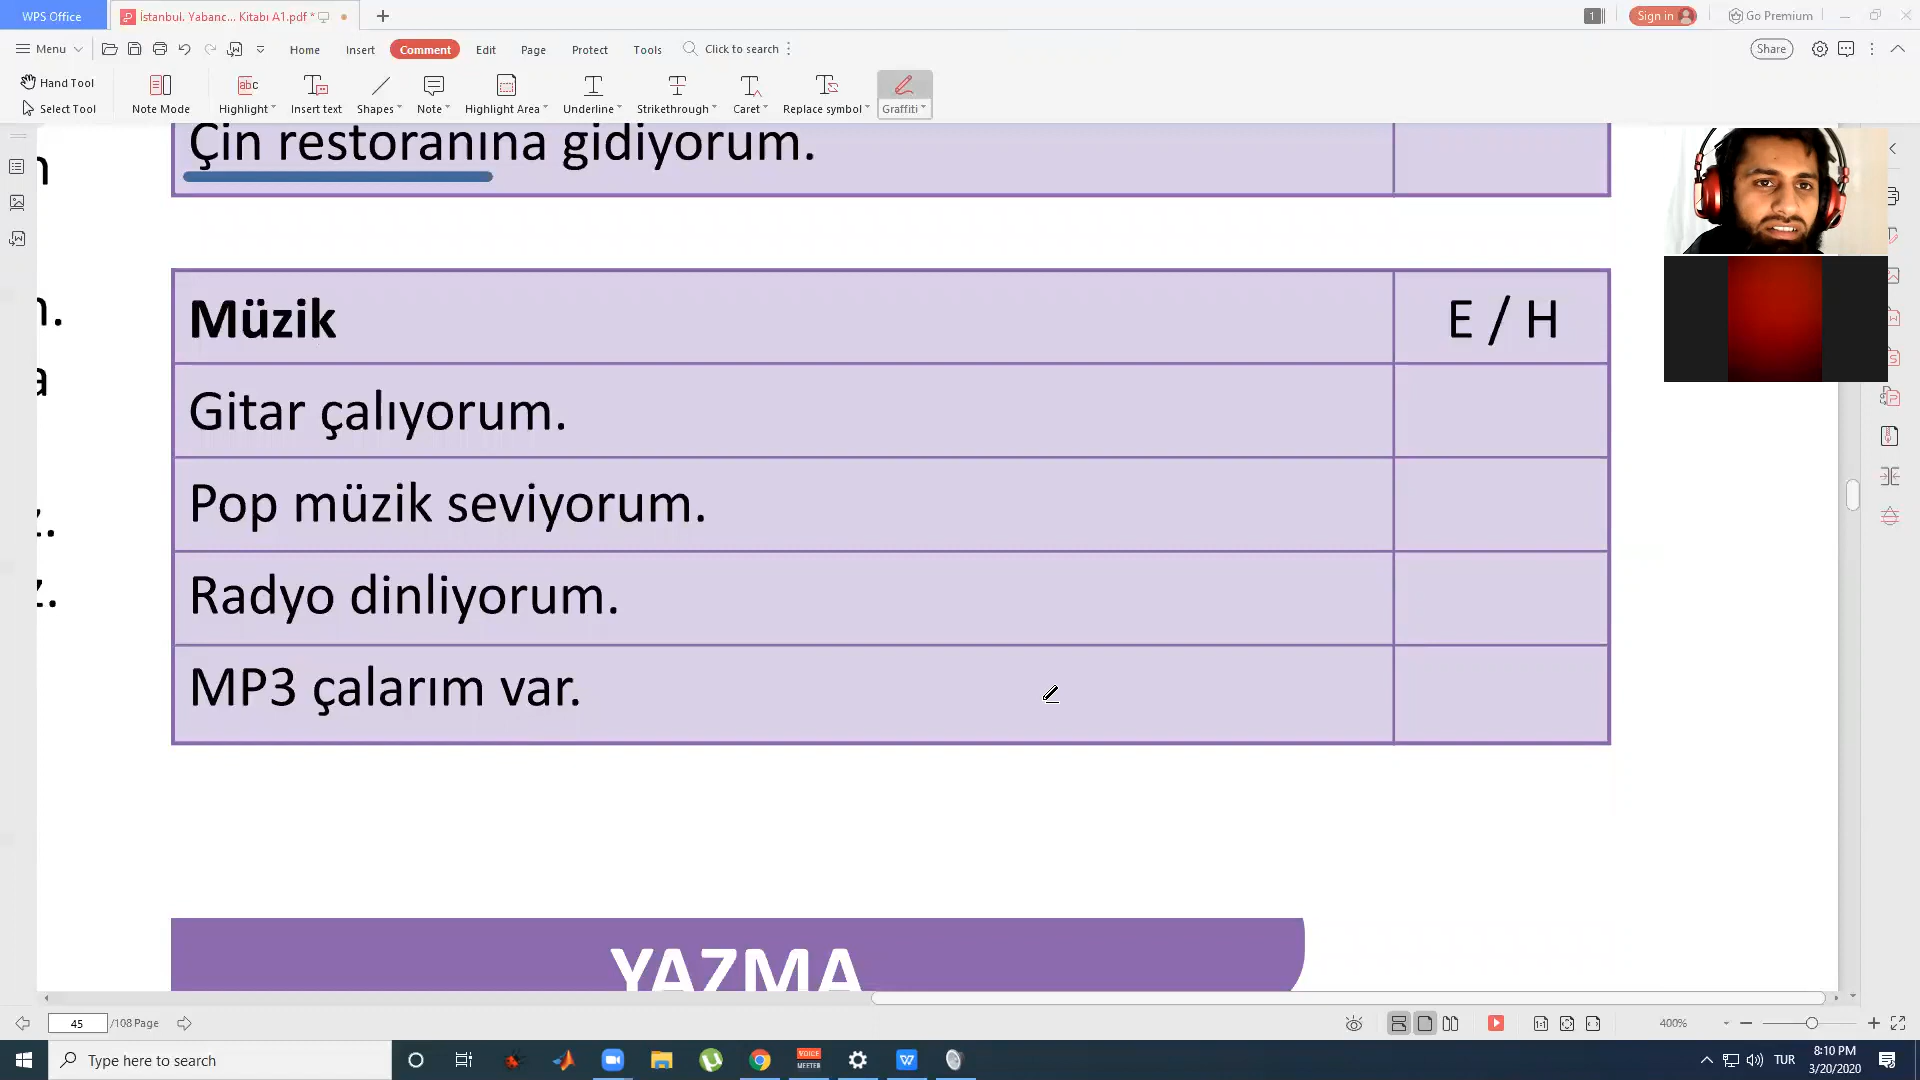 WPS Office
İstanbul. Yabanc... Kitabı A1.pdf *
1
Sign in
Go Premium
Menu
Home
Insert
Comment
Edit
Page
Protect
Tools
Click to search
Share
Hand Tool
Select Tool
Note Mode
Highlight
Insert text
Shapes
Note
Highlight Area
Underline
Strikethrough
Caret
Replace symbol
Graffiti
Çin restoranına gidiyorum.
Müzik
E / H
Gitar çalıyorum.
Pop müzik seviyorum.
Radyo dinliyorum.
MP3 çalarım var.
YAZMA
45
/108 Page
400%
Type here to search
VOICE
MEETER
TUR
8:10 PM
3/20/2020